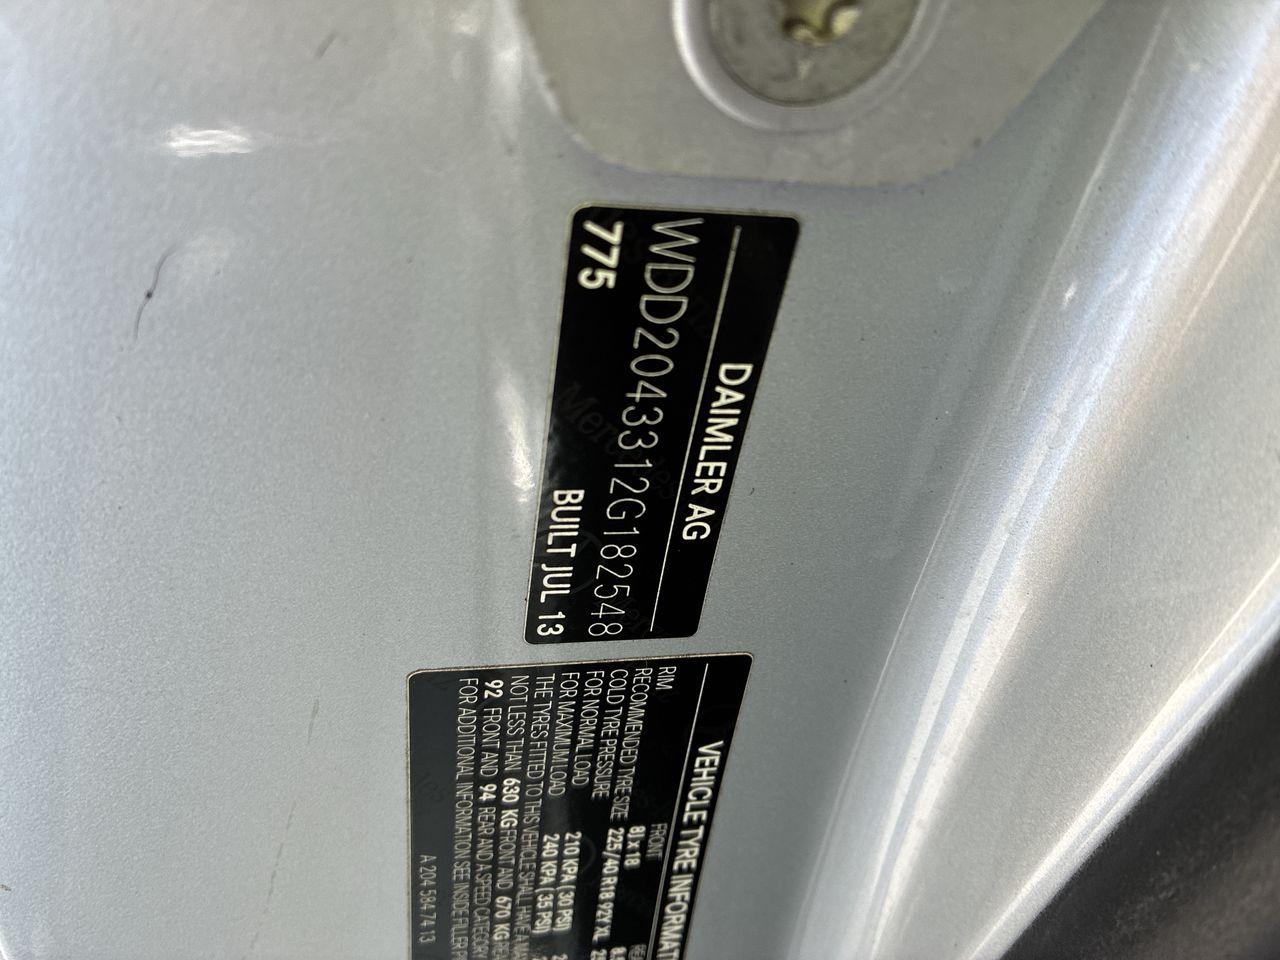 DAIMLER AG
WDD2043312G182548
775
BUILT JUL 13
VEHICLE TYRE INFORMAT
FRONT
RIM 8J x 18
RECOMMENDED TYRE SIZE 225/40 R18 92Y XL
COLD TYRE PRESSURE
FOR NORMAL LOAD 210 KPA (30 PSI)
FOR MAXIMUM LOAD 240 KPA (35 PSI)
THE TYRES FITTED TO THIS VEHICLE SHALL HAVE A
NOT LESS THAN 630 KG FRONT AND 670 KG
92 FRONT AND 94 REAR AND A SPEED CATEGORY
FOR ADDITIONAL INFORMATION SEE INSIDE FILLER
A 204 584 74 13